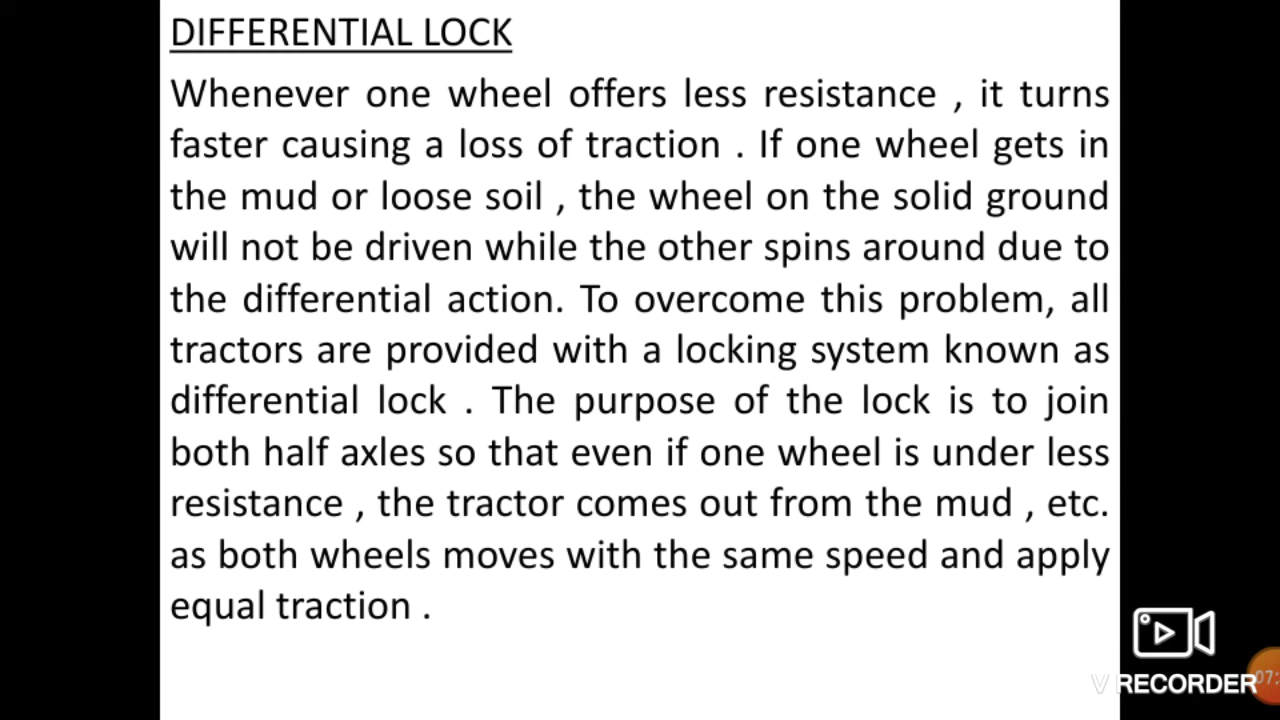 DIFFERENTIAL LOCK
Whenever one wheel offers less resistance , it turns
faster causing a loss of traction . If one wheel gets in
the mud or loose soil , the wheel on the solid ground
will not be driven while the other spins around due to
the differential action. To overcome this problem, all
tractors are provided with a locking system known as
differential lock . The purpose of the lock is to join
both half axles so that even if one wheel is under less
resistance , the tractor comes out from the mud , etc.
as both wheels moves with the same speed and apply
equal traction .
V RECORDER
07: